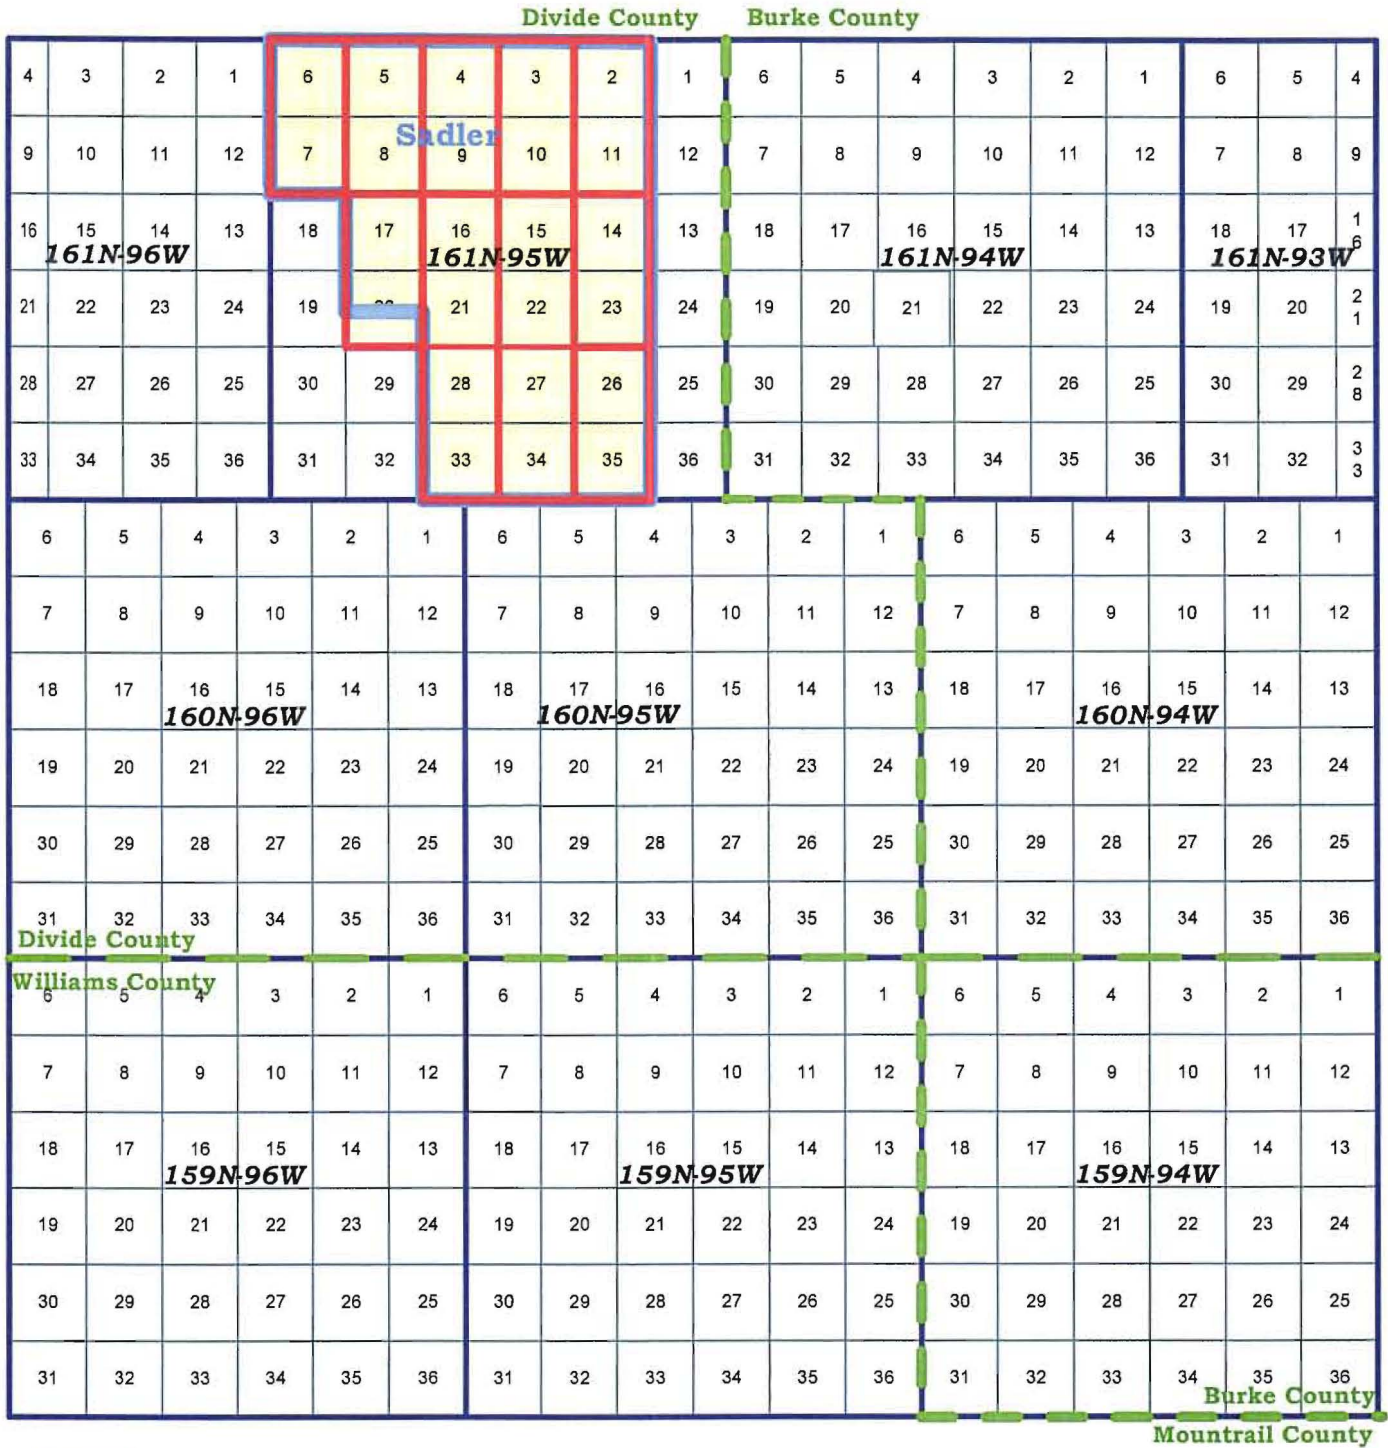 Divide County Burke County
4 3 2 1 6 5 4 3 2 1 6 5 4 3 2 1 6 5 4
Sadler
9 10 11 12 7 8 9 10 11 12 7 8 9 10 11 12 7 8 9
16 15 14 13 18 17 16 15 14 13 18 17 16 15 14 13 18 17 16
161N-96W 161N-95W 161N-94W 161N-93W
21 22 23 24 19 21 22 23 24 19 20 21 22 23 24 19 20 21
28 27 26 25 30 29 28 27 26 25 30 29 28 27 26 25 30 29 28
33 34 35 36 31 32 33 34 35 36 31 32 33 34 35 36 31 32 33
6 5 4 3 2 1 6 5 4 3 2 1 6 5 4 3 2 1
7 8 9 10 11 12 7 8 9 10 11 12 7 8 9 10 11 12
18 17 16 15 14 13 18 17 16 15 14 13 18 17 16 15 14 13
160N-96W 160N-95W 160N-94W
19 20 21 22 23 24 19 20 21 22 23 24 19 20 21 22 23 24
30 29 28 27 26 25 30 29 28 27 26 25 30 29 28 27 26 25
31 32 33 34 35 36 31 32 33 34 35 36 31 32 33 34 35 36
Divide County
Williams County
6 5 4 3 2 1 6 5 4 3 2 1 6 5 4 3 2 1
7 8 9 10 11 12 7 8 9 10 11 12 7 8 9 10 11 12
18 17 16 15 14 13 18 17 16 15 14 13 18 17 16 15 14 13
159N-96W 159N-95W 159N-94W
19 20 21 22 23 24 19 20 21 22 23 24 19 20 21 22 23 24
30 29 28 27 26 25 30 29 28 27 26 25 30 29 28 27 26 25
31 32 33 34 35 36 31 32 33 34 35 36 31 32 33 34 35 36
Burke County
Mountrail County